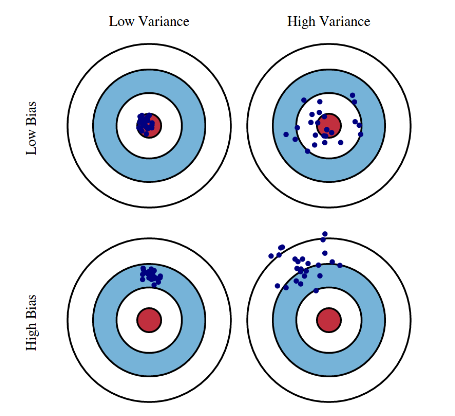 Low Variance
High Variance
Low Bias
High Bias